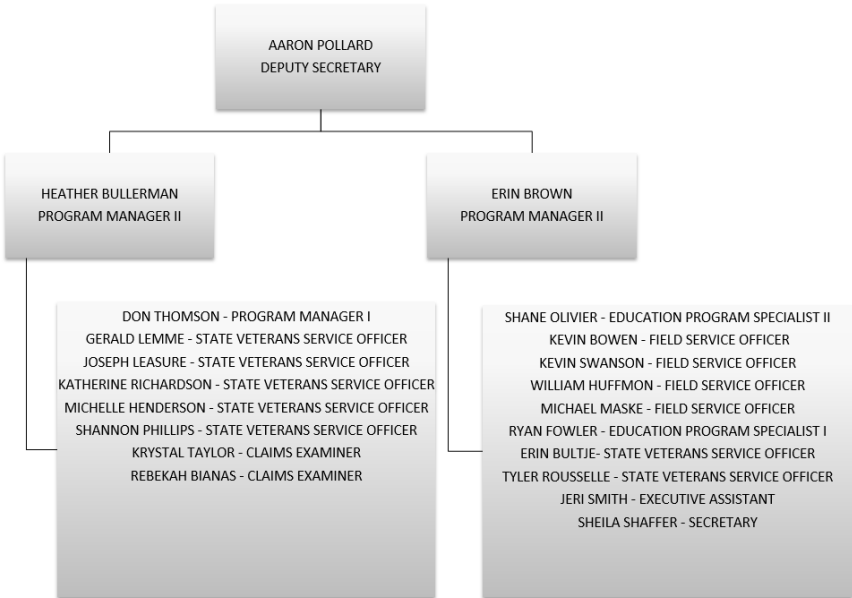 AARON POLLARD
DEPUTY SECRETARY
HEATHER BULLERMAN
PROGRAM MANAGER II
ERIN BROWN
PROGRAM MANAGER II
DON THOMSON - PROGRAM MANAGER I
GERALD LEMME - STATE VETERANS SERVICE OFFICER
JOSEPH LEASURE - STATE VETERANS SERVICE OFFICER
KATHERINE RICHARDSON - STATE VETERANS SERVICE OFFICER
MICHELLE HENDERSON - STATE VETERANS SERVICE OFFICER
SHANNON PHILLIPS - STATE VETERANS SERVICE OFFICER
KRYSTAL TAYLOR - CLAIMS EXAMINER
REBEKAH BIANAS - CLAIMS EXAMINER
SHANE OLIVIER - EDUCATION PROGRAM SPECIALIST II
KEVIN BOWEN - FIELD SERVICE OFFICER
KEVIN SWANSON - FIELD SERVICE OFFICER
WILLIAM HUFFMON - FIELD SERVICE OFFICER
MICHAEL MASKE - FIELD SERVICE OFFICER
RYAN FOWLER - EDUCATION PROGRAM SPECIALIST I
ERIN BULTJE- STATE VETERANS SERVICE OFFICER
TYLER ROUSSELLE - STATE VETERANS SERVICE OFFICER
JERI SMITH - EXECUTIVE ASSISTANT
SHEILA SHAFFER - SECRETARY